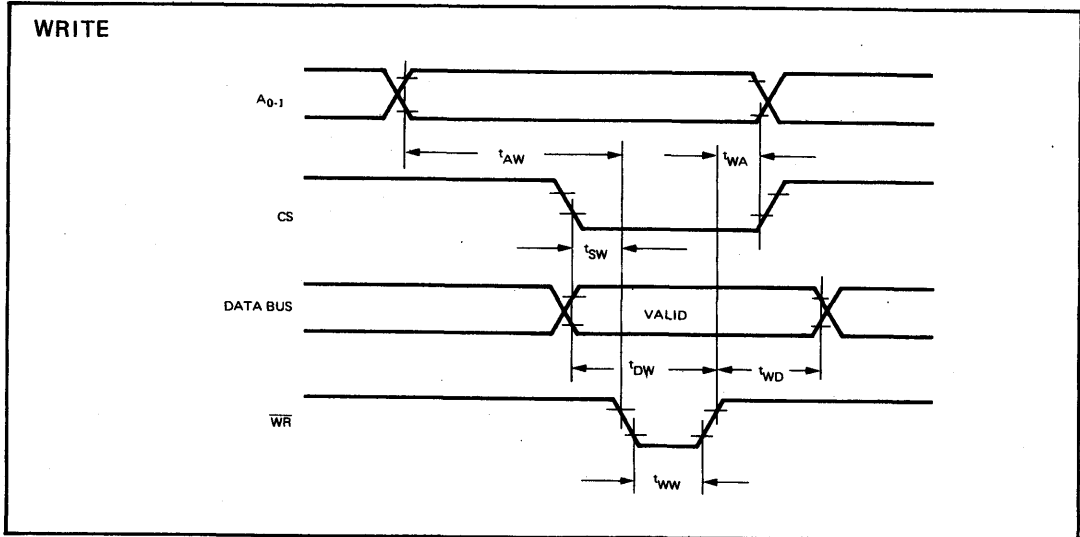 WRITE
A0-1
tAW
tWA
CS
tSW
DATA BUS
VALID
tDW
tWD
WR
tWW